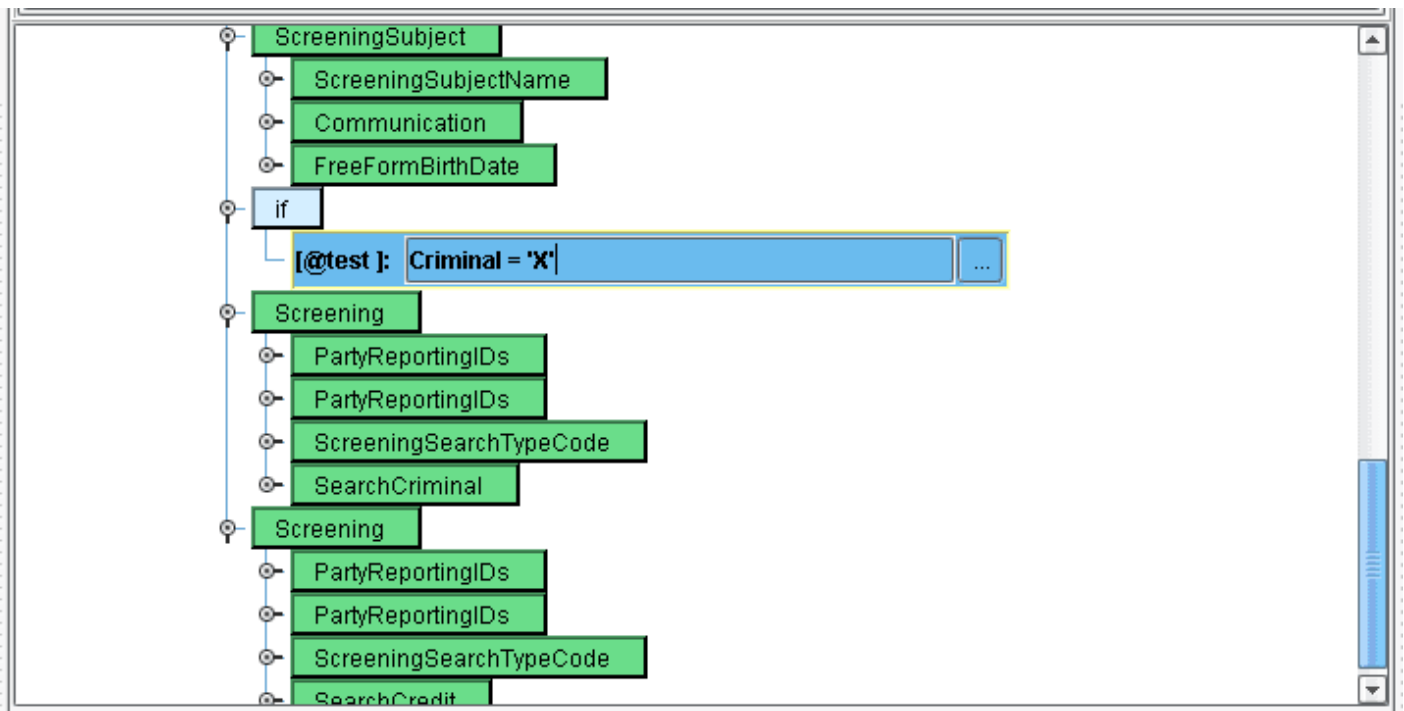 ScreeningSubject
ScreeningSubjectName
Communication
FreeFormBirthDate
if
[@test ]: Criminal = 'X' ...
Screening
PartyReportingIDs
PartyReportingIDs
ScreeningSearchTypeCode
SearchCriminal
Screening
PartyReportingIDs
PartyReportingIDs
ScreeningSearchTypeCode
SearchCredit